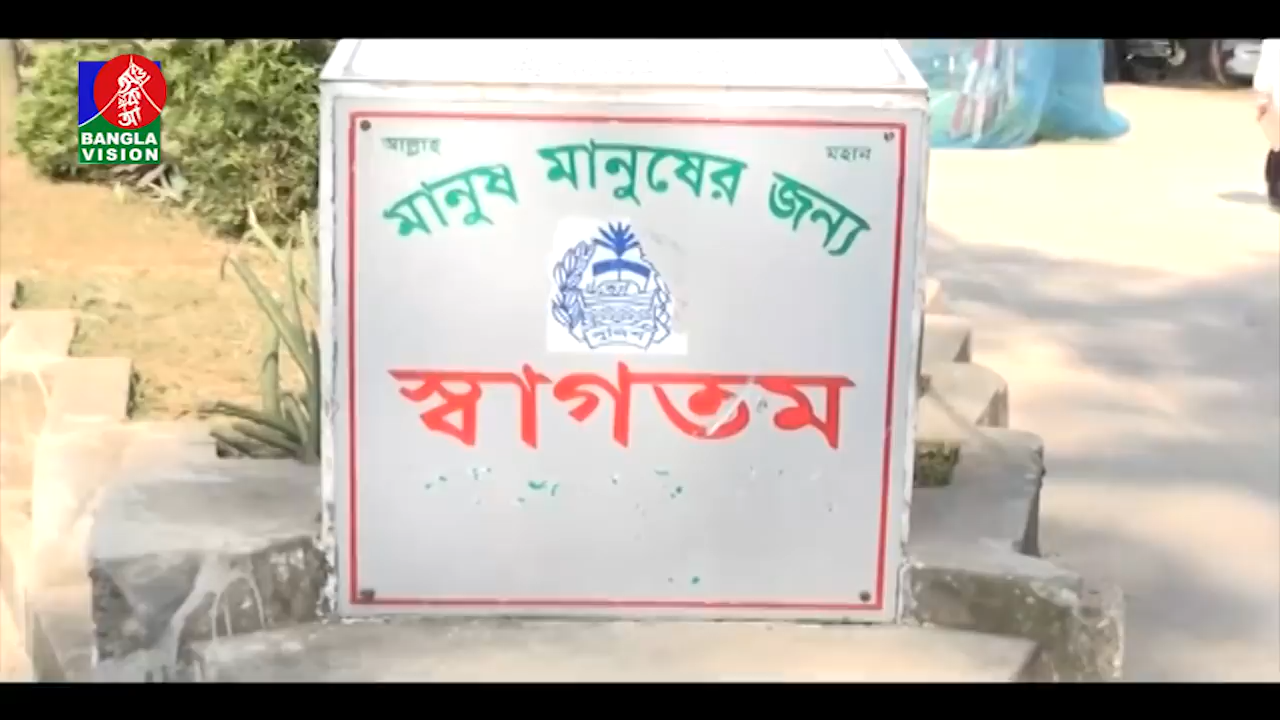 BANGLA
VISION
আল্লাহ মহান
মানুষ মানুষের জন্য
পুলিশ
স্বাগতম